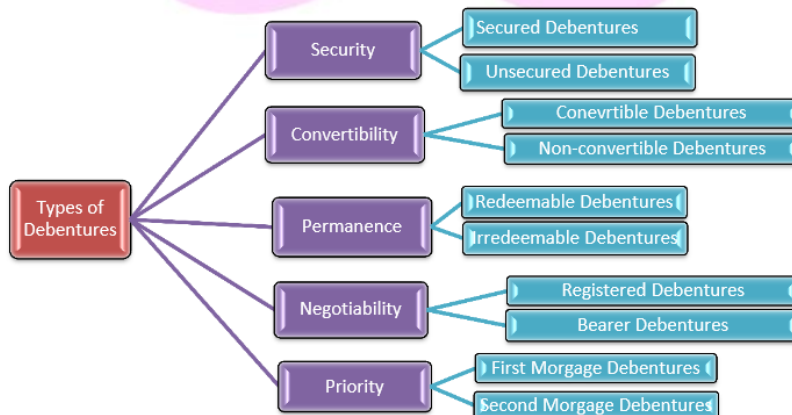 Types of
Debentures
Security
Secured Debentures
Unsecured Debentures
Convertibility
Conevrtible Debentures
Non-convertible Debentures
Permanence
Redeemable Debentures
Irredeemable Debentures
Negotiability
Registered Debentures
Bearer Debentures
Priority
First Morgage Debentures
Second Morgage Debentures